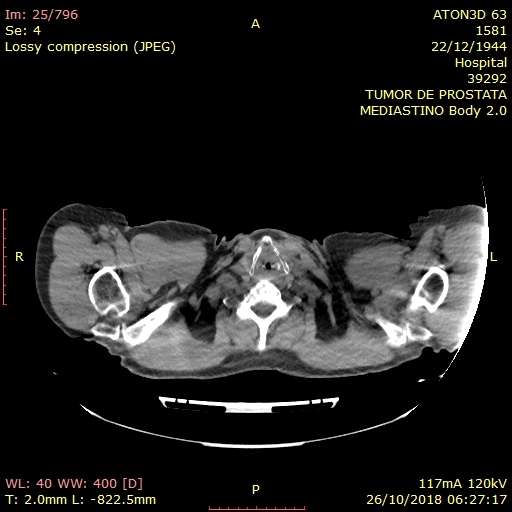 Im: 25/796
Se: 4
Lossy compression (JPEG)
A
ATON3D 63
1581
22/12/1944
Hospital
39292
TUMOR DE PROSTATA
MEDIASTINO Body 2.0
R
L
WL: 40 WW: 400 [D]
T: 2.0mm L: -822.5mm
P
117mA 120kV
26/10/2018 06:27:17